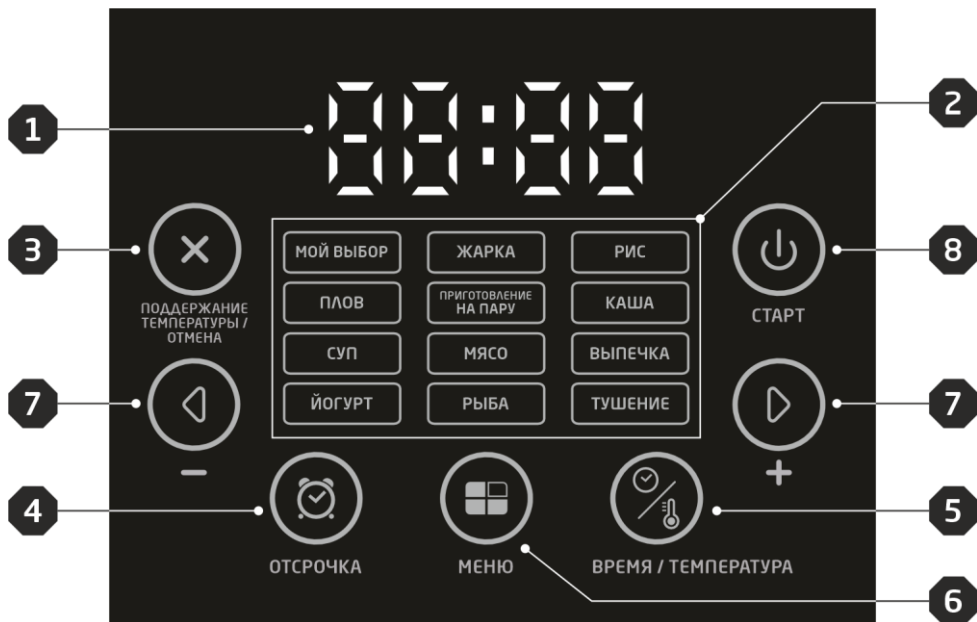 1
88:88
2
3
ПОДДЕРЖАНИЕ
ТЕМПЕРАТУРЫ /
ОТМЕНА
МОЙ ВЫБОР
ЖАРКА
РИС
ПЛОВ
ПРИГОТОВЛЕНИЕ
НА ПАРУ
КАША
СУП
МЯСО
ВЫПЕЧКА
ЙОГУРТ
РЫБА
ТУШЕНИЕ
8
СТАРТ
7
–
7
+
4
ОТСРОЧКА
МЕНЮ
5
ВРЕМЯ / ТЕМПЕРАТУРА
6